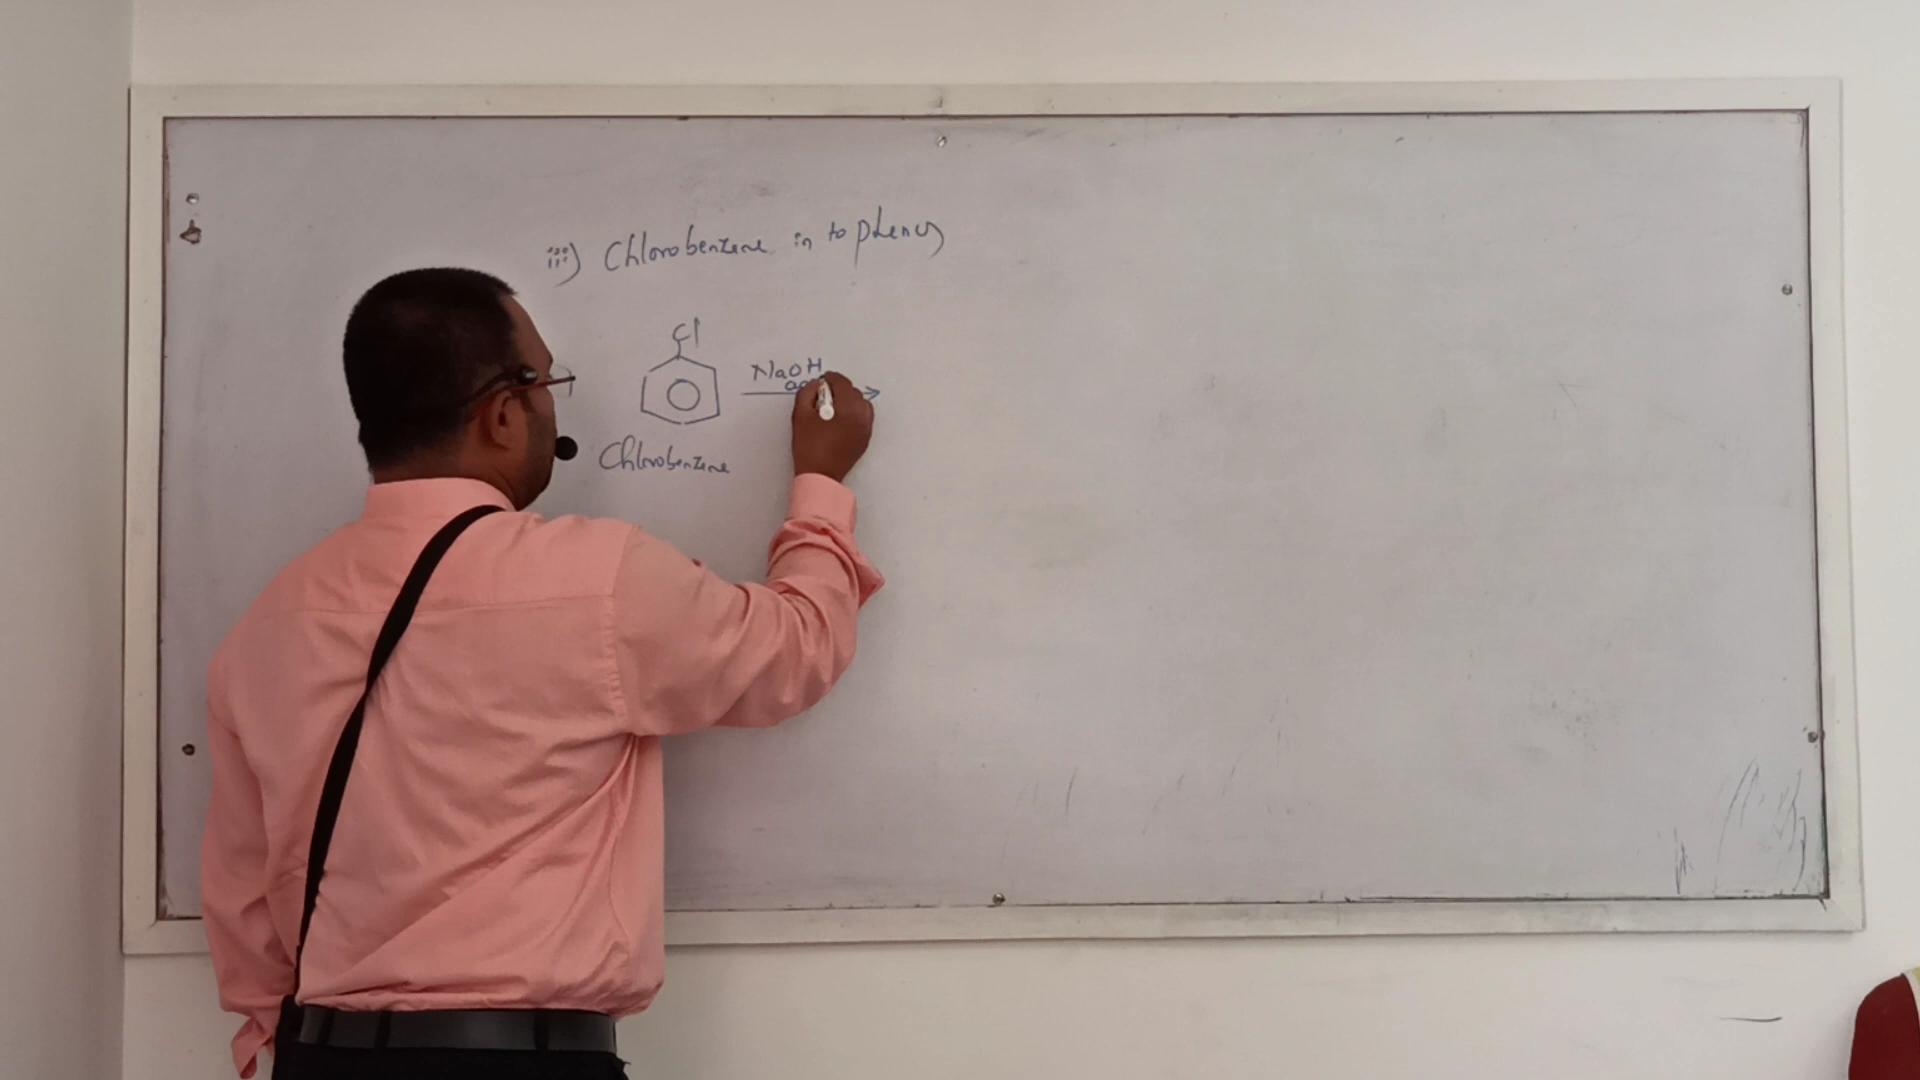 iii) Chlorobenzene in to phenol
Cl
NaOH
Chlorobenzene